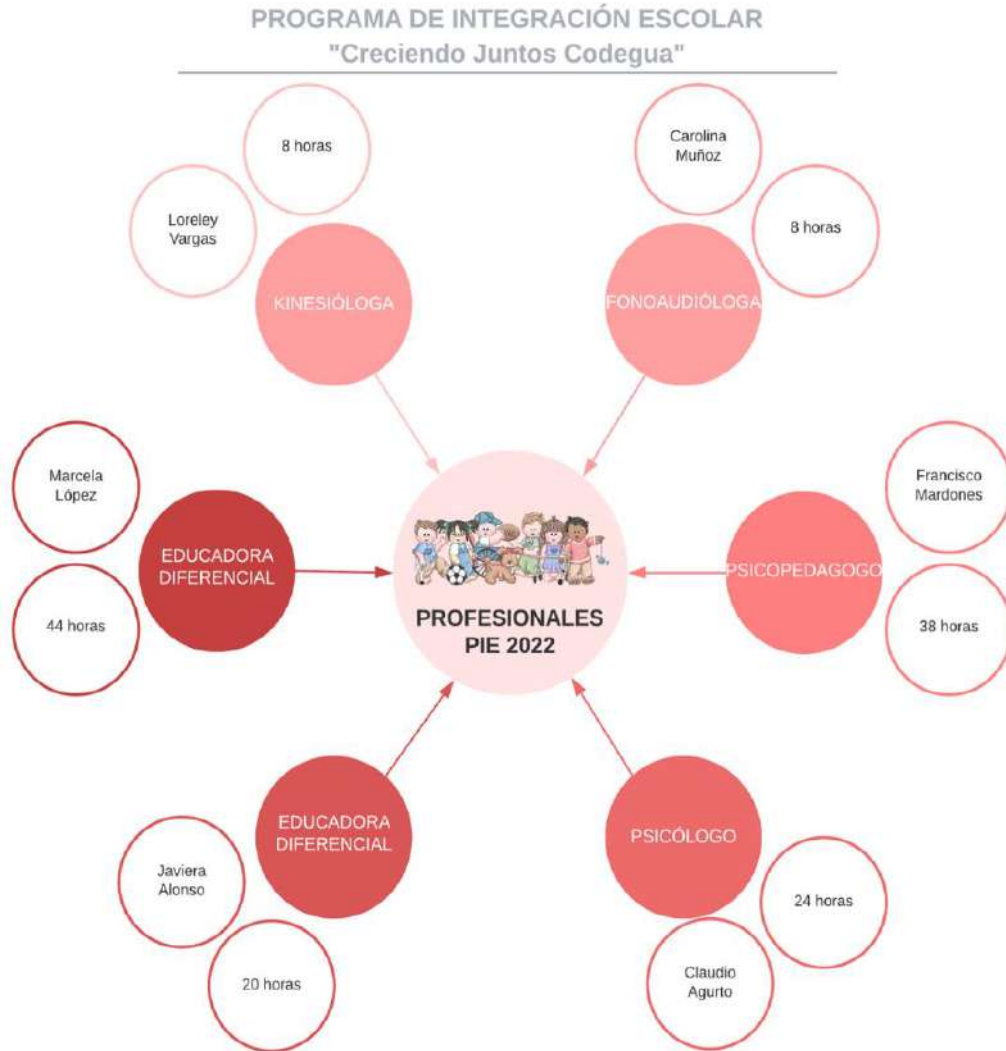 PROGRAMA DE INTEGRACIÓN ESCOLAR
"Creciendo Juntos Codegua"
8 horas
Loreley
Vargas
KINESIÓLOGA
Carolina
Muñoz
8 horas
FONOAUDIÓLOGA
Marcela
López
EDUCADORA
DIFERENCIAL
44 horas
PROFESIONALES
PIE 2022
Francisco
Mardones
PSICOPEDAGOGO
38 horas
EDUCADORA
DIFERENCIAL
Javiera
Alonso
20 horas
PSICÓLOGO
24 horas
Claudio
Agurto